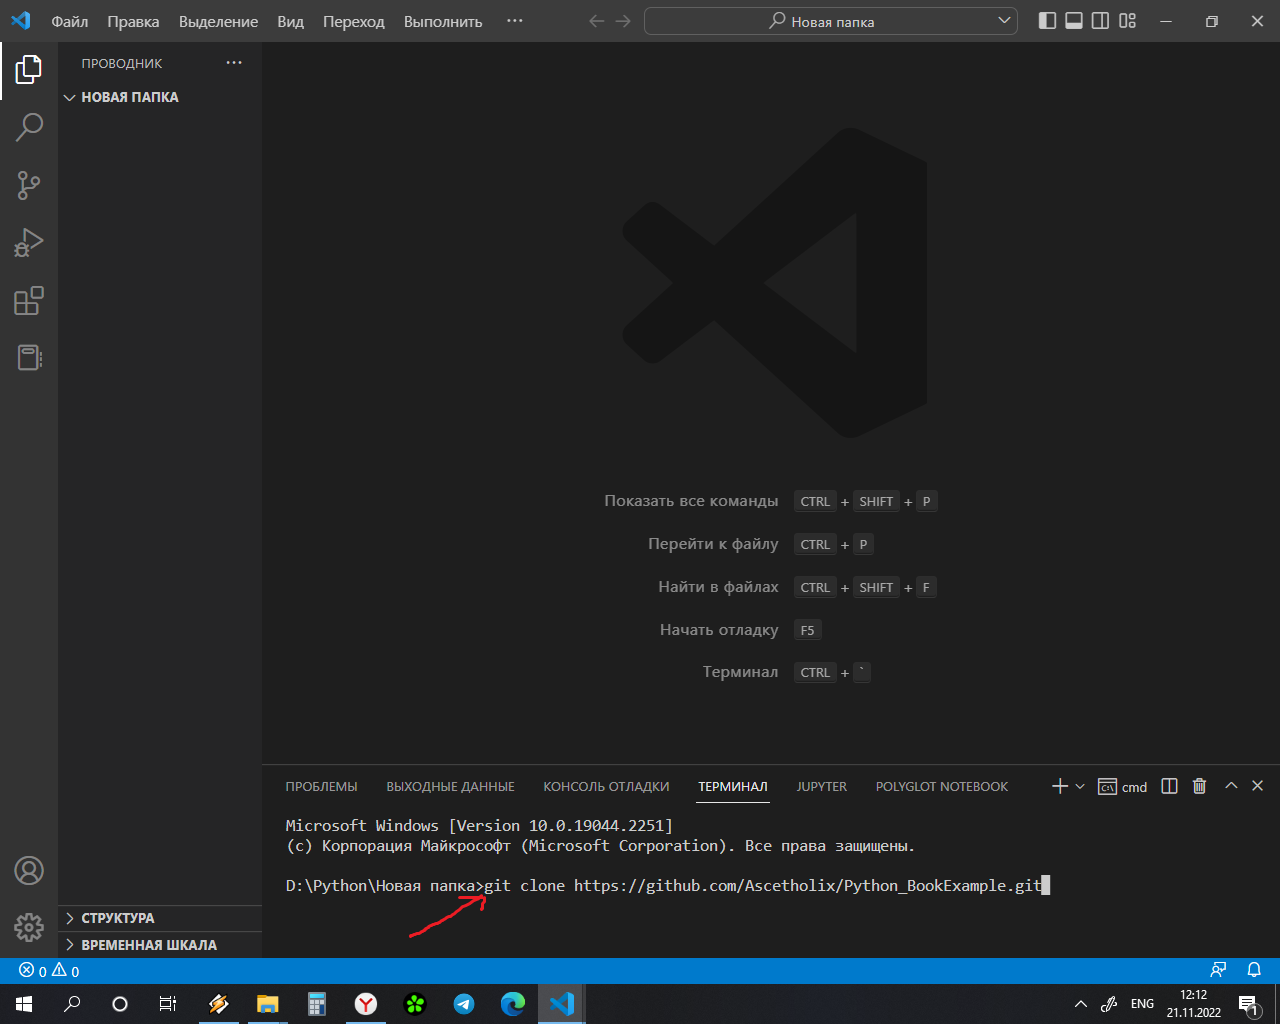 Файл Правка Выделение Вид Переход Выполнить ··· Новая папка
ПРОВОДНИК ···
НОВАЯ ПАПКА
Показать все команды CTRL + SHIFT + P
Перейти к файлу CTRL + P
Найти в файлах CTRL + SHIFT + F
Начать отладку F5
Терминал CTRL + `
ПРОБЛЕМЫ ВЫХОДНЫЕ ДАННЫЕ КОНСОЛЬ ОТЛАДКИ ТЕРМИНАЛ JUPYTER POLYGLOT NOTEBOOK cmd
Microsoft Windows [Version 10.0.19044.2251]
(c) Корпорация Майкрософт (Microsoft Corporation). Все права защищены.
D:\Python\Новая папка>git clone https://github.com/Ascetholix/Python_BookExample.git
СТРУКТУРА
ВРЕМЕННАЯ ШКАЛА
0 0
ENG 12:12
21.11.2022 1